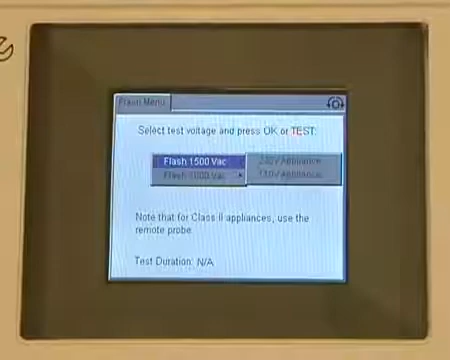 Flash Menu
Select test voltage and press OK or TEST:
Flash 1500 Vac
230V Appliance
Flash 3000 Vac
110V Appliance
Note that for Class II appliances, use the
remote probe.
Test Duration: N/A